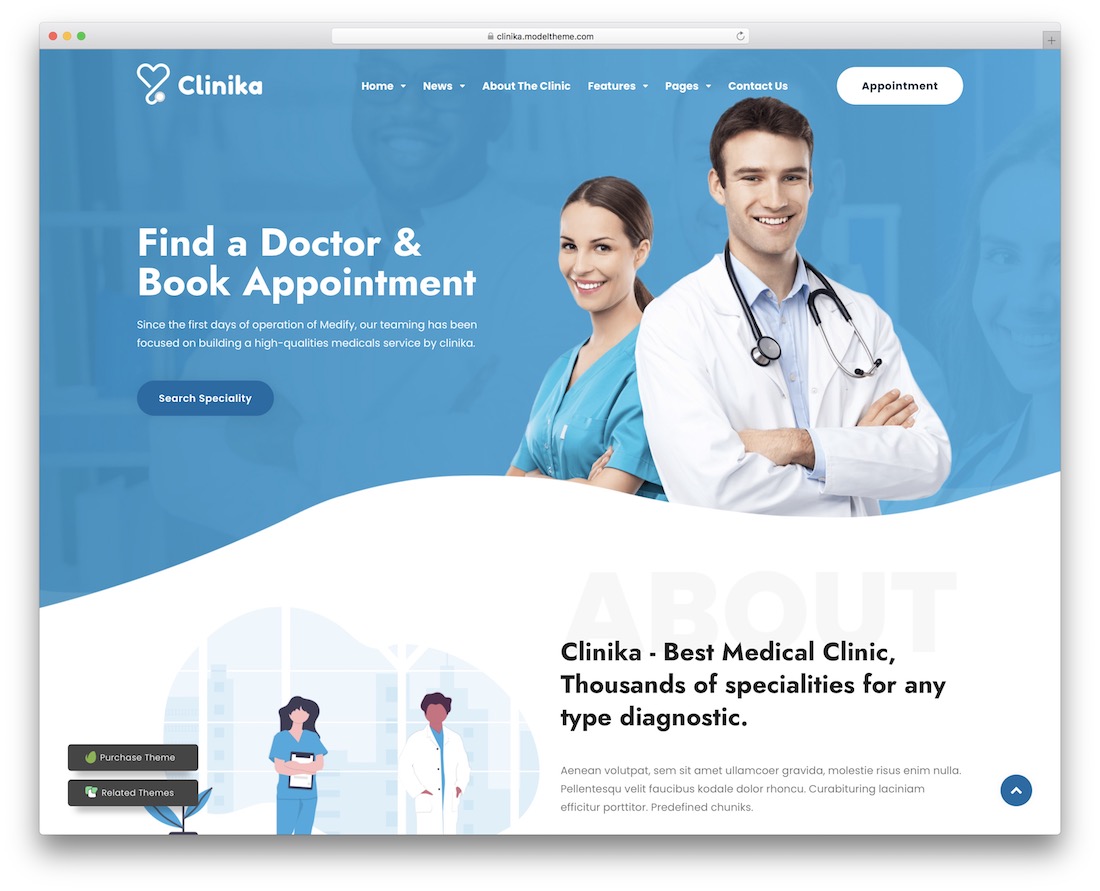 clinika.modeltheme.com
Clinika
Home
News
About The Clinic
Features
Pages
Contact Us
Appointment
Find a Doctor &
Book Appointment
Since the first days of operation of Medify, our teaming has been
focused on building a high-qualities medicals service by clinika.
Search Speciality
ABOUT
Clinika - Best Medical Clinic,
Thousands of specialities for any
type diagnostic.
Aenean volutpat, sem sit amet ullamcoer gravida, molestie risus enim nulla.
Pellentesqu velit faucibus kodale dolor rhoncu. Curabituring laciniam
efficitur porttitor. Predefined chuniks.
Purchase Theme
Related Themes